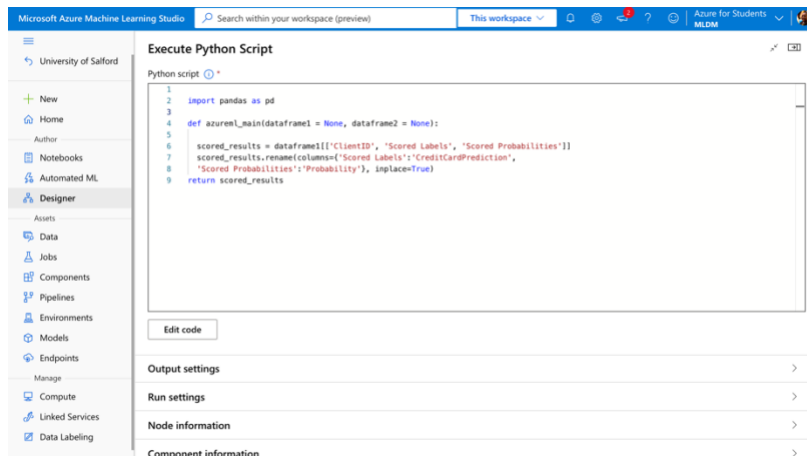 Microsoft Azure Machine Learning Studio
Search within your workspace (preview)
This workspace
2
?
Azure for Students
MLDM
University of Salford
New
Home
Author
Notebooks
Automated ML
Designer
Assets
Data
Jobs
Components
Pipelines
Environments
Models
Endpoints
Manage
Compute
Linked Services
Data Labeling
Execute Python Script
Python script *
1
2 import pandas as pd
3
4 def azureml_main(dataframe1 = None, dataframe2 = None):
5
6 scored_results = dataframe1[['ClientID', 'Scored Labels', 'Scored Probabilities']]
7 scored_results.rename(columns={'Scored Labels':'CreditCardPrediction',
8 'Scored Probabilities':'Probability'}, inplace=True)
9 return scored_results
Edit code
Output settings
Run settings
Node information
Component information